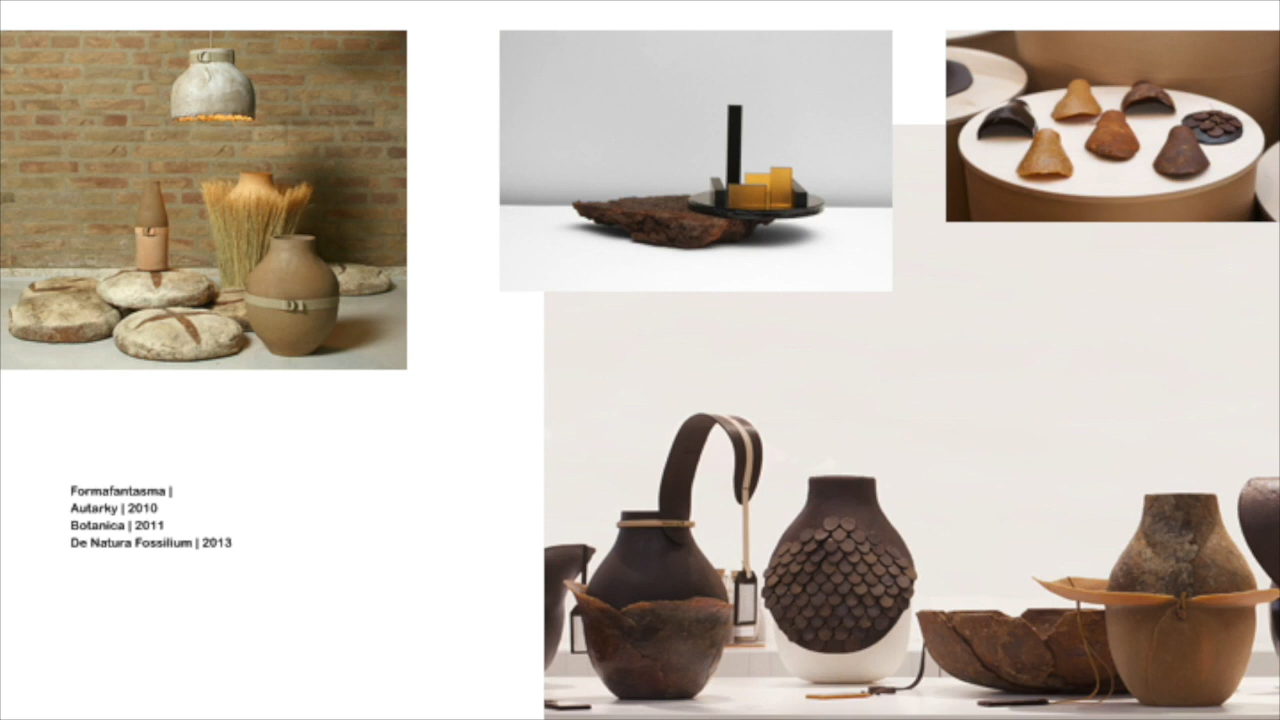 Formafantasma |
Autarky | 2010
Botanica | 2011
De Natura Fossilium | 2013